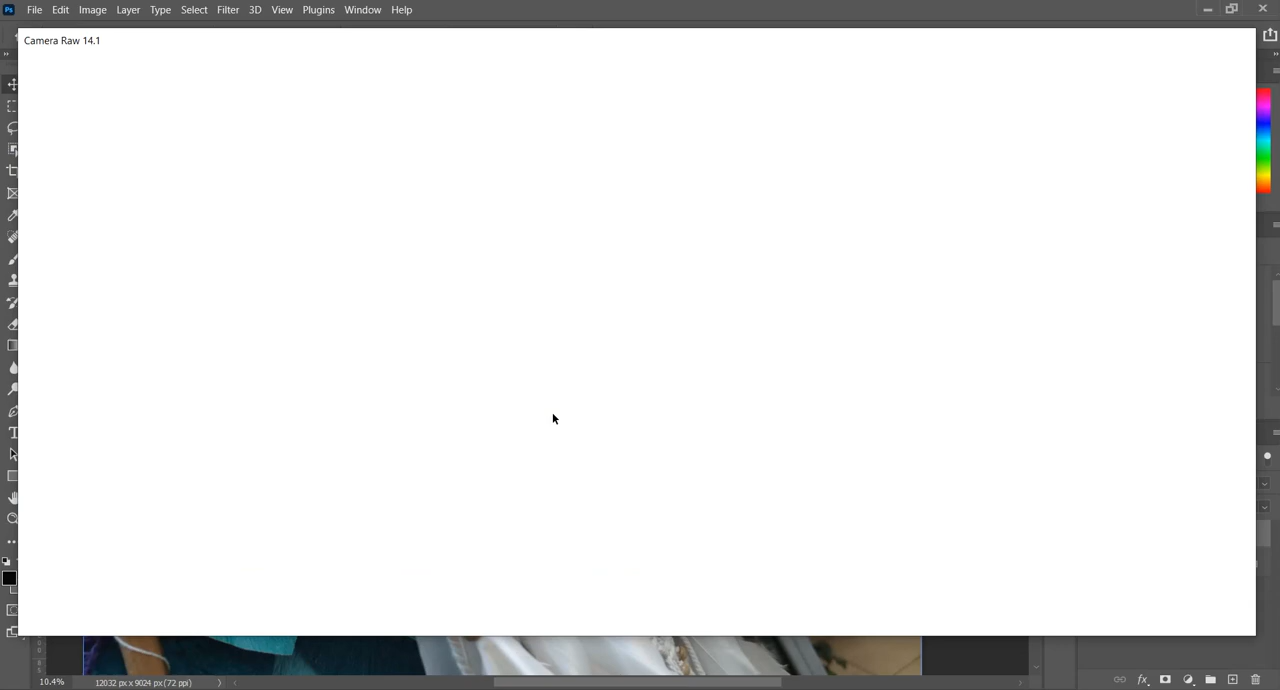 Ps File Edit Image Layer Type Select Filter 3D View Plugins Window Help
Camera Raw 14.1
10.4% 12032 px x 9024 px (72 ppi)